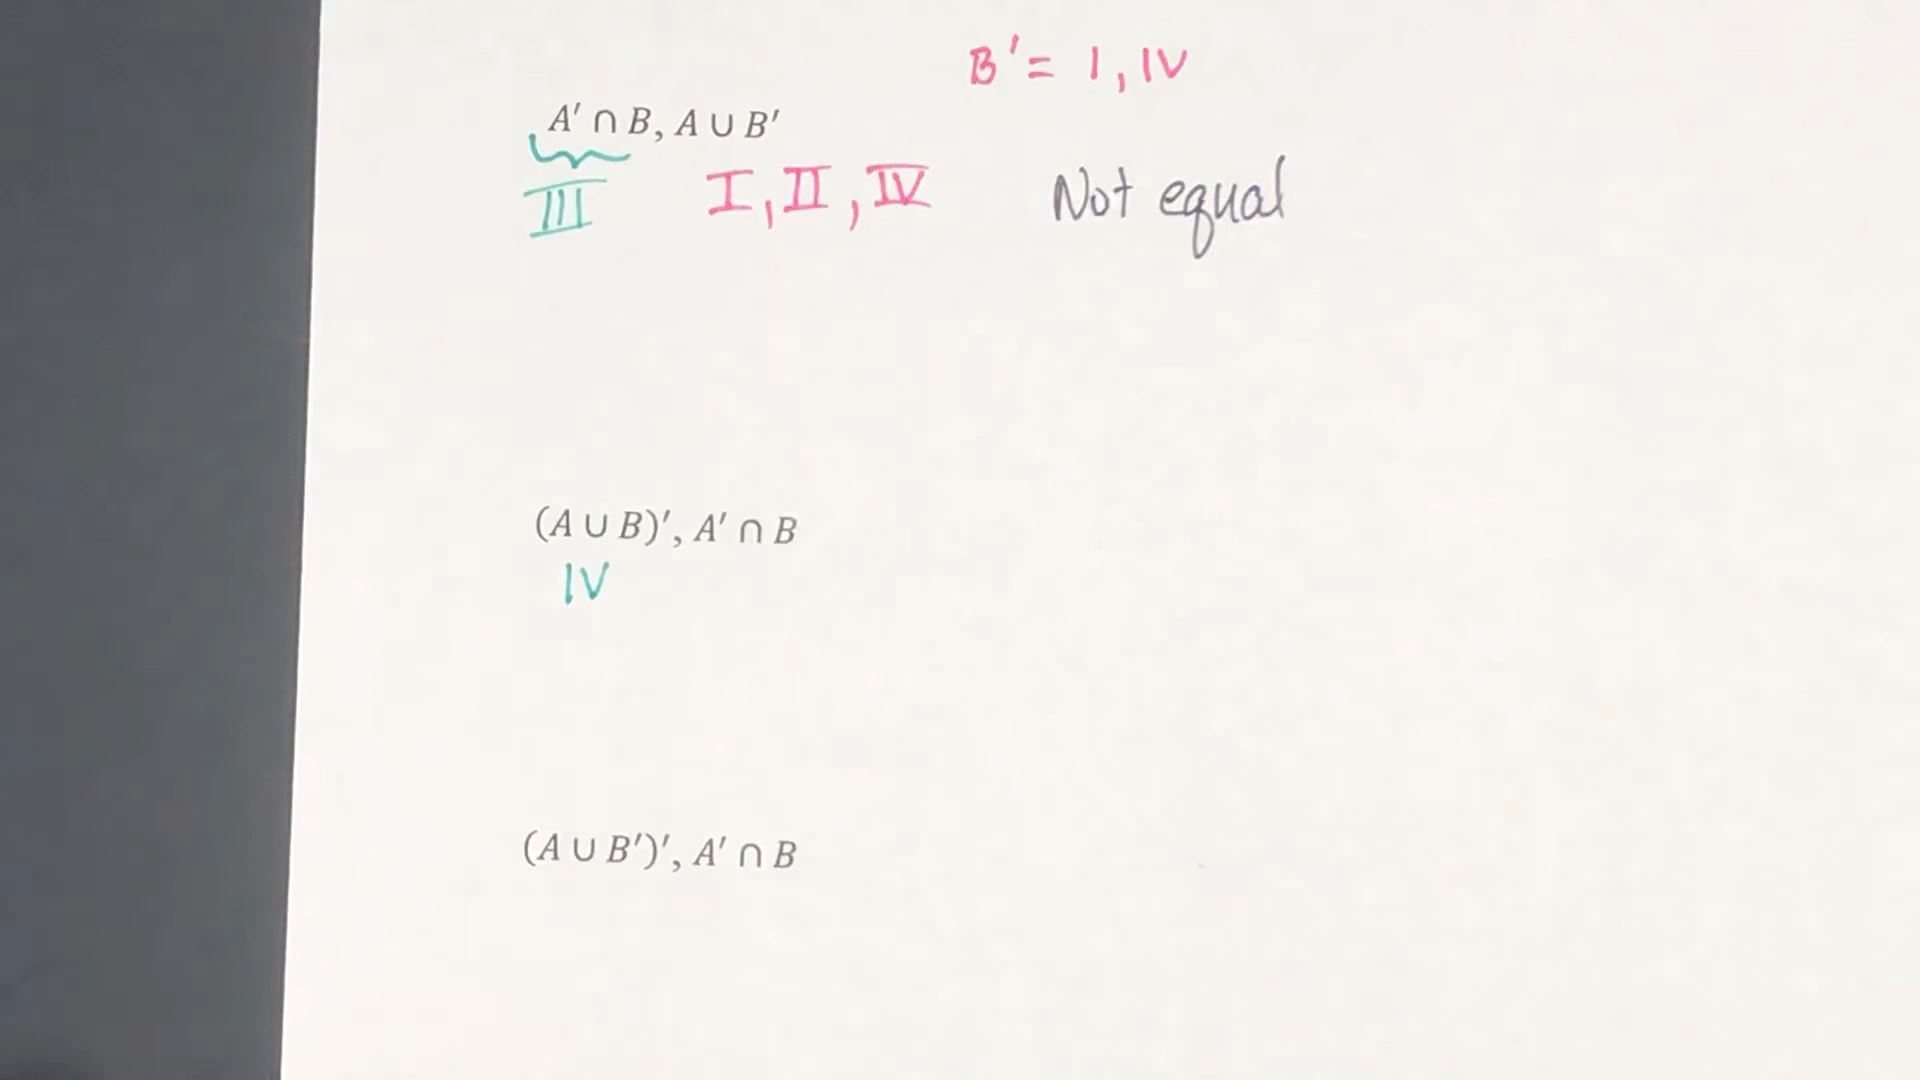 B' = I, IV
A′ ∩ B, A ∪ B′
III I, II, IV Not equal
(A ∪ B)′, A′ ∩ B
IV
(A ∪ B′)′, A′ ∩ B